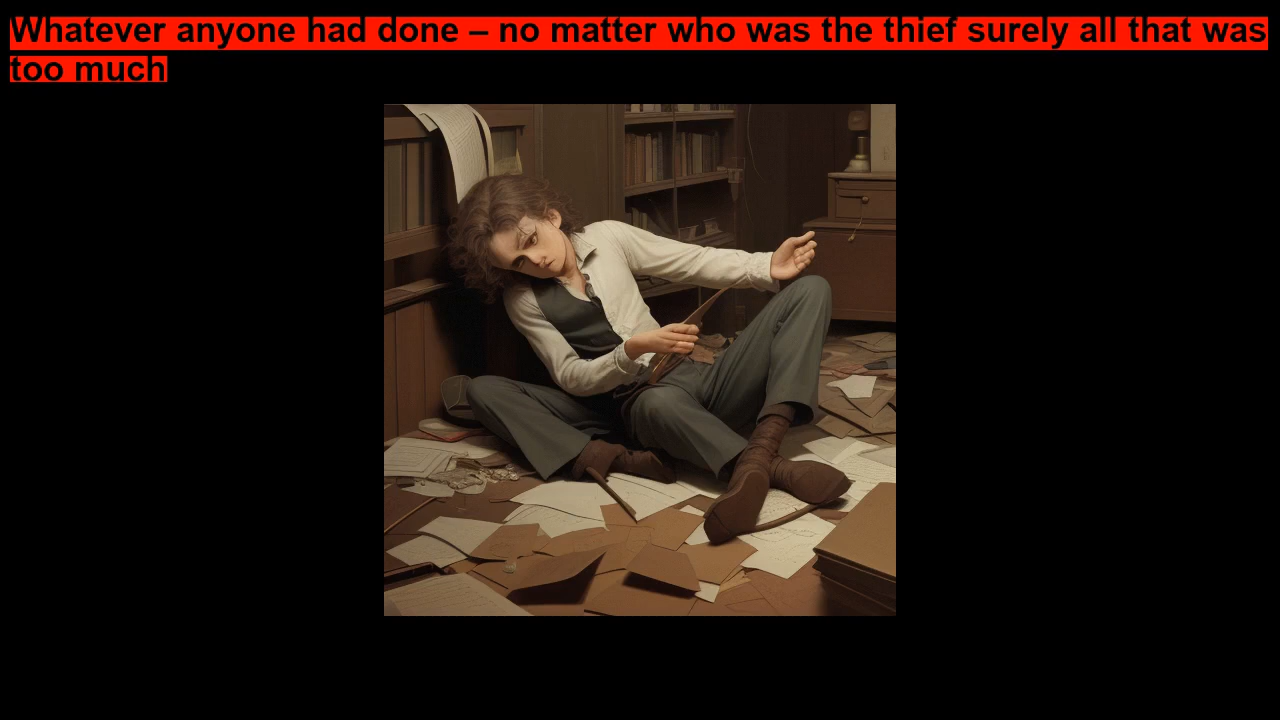 Whatever anyone had done – no matter who was the thief surely all that was
too much